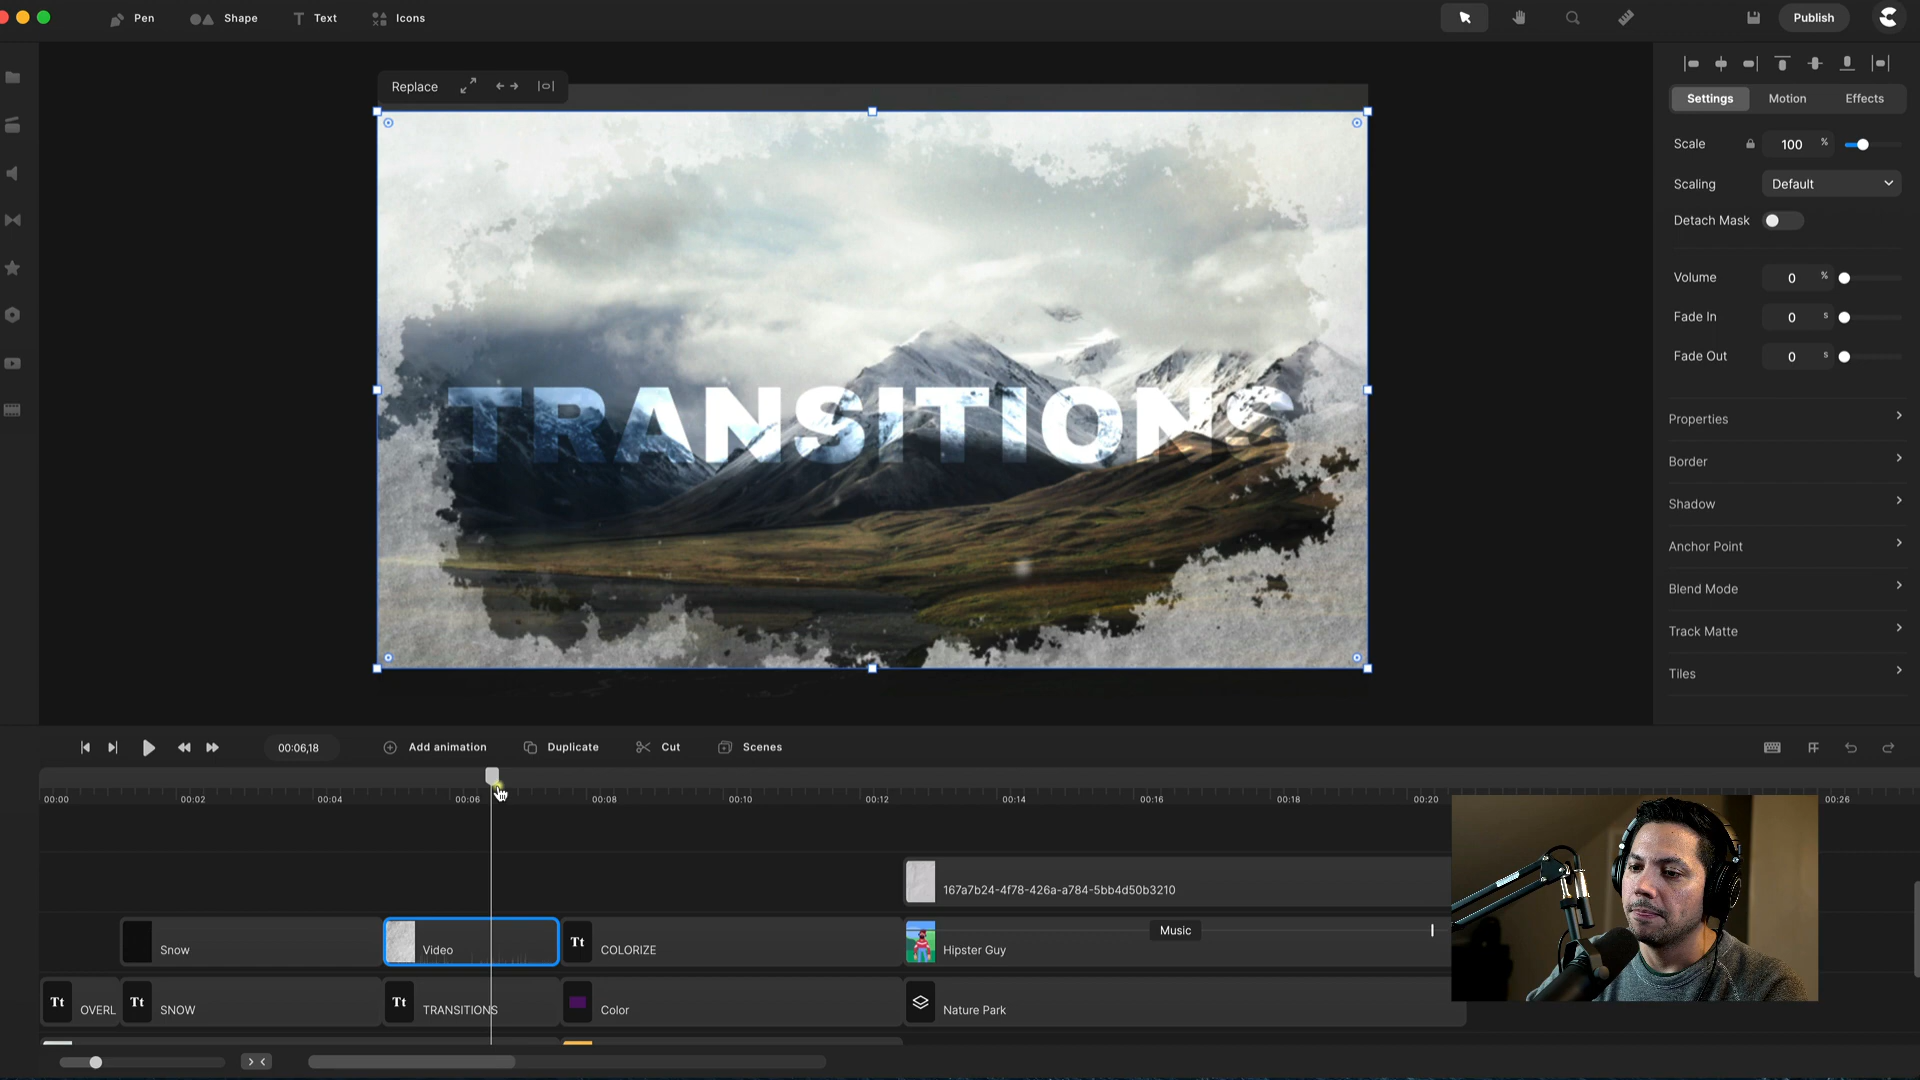 Pen
Shape
Text
Icons
Publish
Replace
Settings
Motion
Effects
Scale
100
%
Scaling
Default
Detach Mask
Volume
0
%
Fade In
0
s
Fade Out
0
s
Properties
Border
Shadow
Anchor Point
Blend Mode
Track Matte
Tiles
TRANSITIONS
00:06,18
Add animation
Duplicate
Cut
Scenes
00:00
00:02
00:04
00:06
00:08
00:10
00:12
00:14
00:16
00:18
00:20
00:26
167a7b24-4f78-426a-a784-5bb4d50b3210
Snow
Video
Tt
COLORIZE
Hipster Guy
Music
Tt
OVERL
Tt
SNOW
Tt
TRANSITIONS
Color
Nature Park